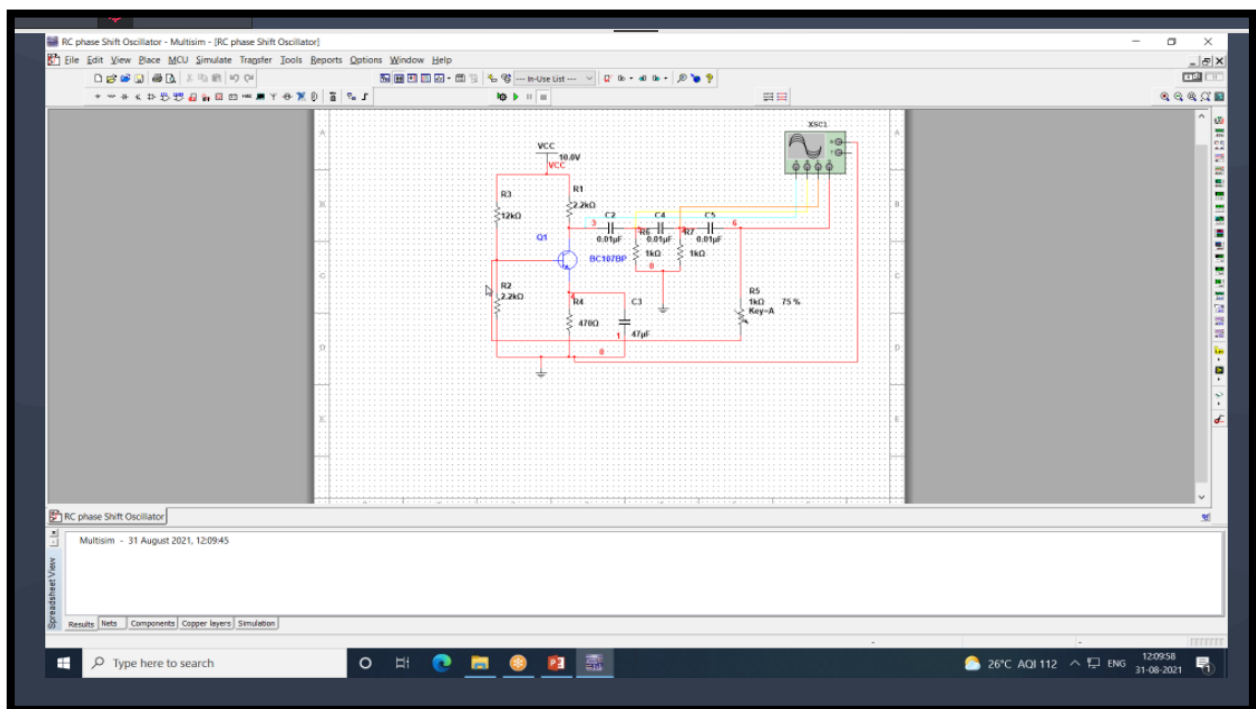 RC phase Shift Oscillator - Multisim - [RC phase Shift Oscillator]
File Edit View Place MCU Simulate Transfer Tools Reports Options Window Help
--- In-Use List ---
XSC1
VCC
10.0V
VCC
R3
12kΩ
R1
2.2kΩ
3
C2
0.01µF
C4
0.01µF
C5
0.01µF
6
R6
1kΩ
R7
1kΩ
0
Q1
BC107BP
R2
2.2kΩ
R4
470Ω
C3
47µF
1
0
R5
1kΩ 75 %
Key=A
A
A
B
B
C
C
D
D
E
E
RC phase Shift Oscillator
Multisim - 31 August 2021, 12:09:45
Spreadsheet View
Results Nets Components Copper layers Simulation
Type here to search
26°C AQI 112 ENG
12:09:58
31-08-2021
1